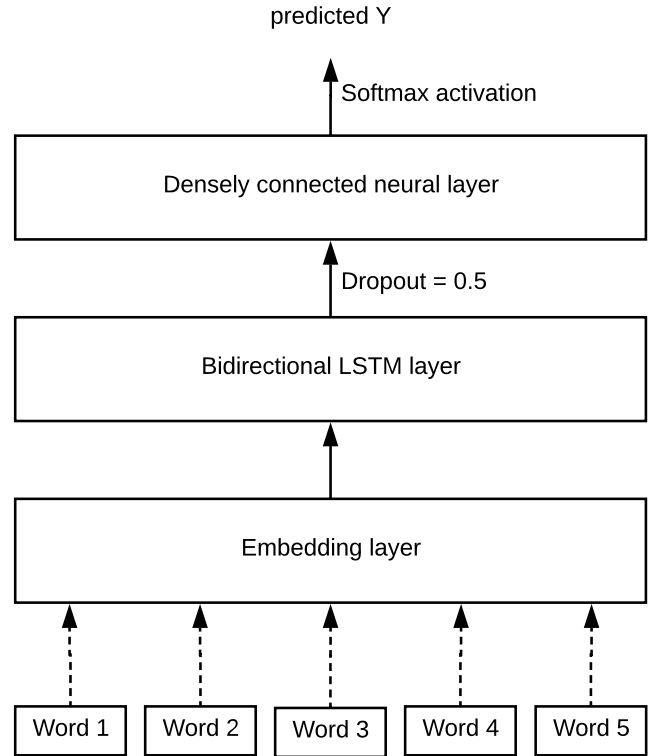 predicted Y
Softmax activation
Densely connected neural layer
Dropout = 0.5
Bidirectional LSTM layer
Embedding layer
Word 1 Word 2 Word 3 Word 4 Word 5